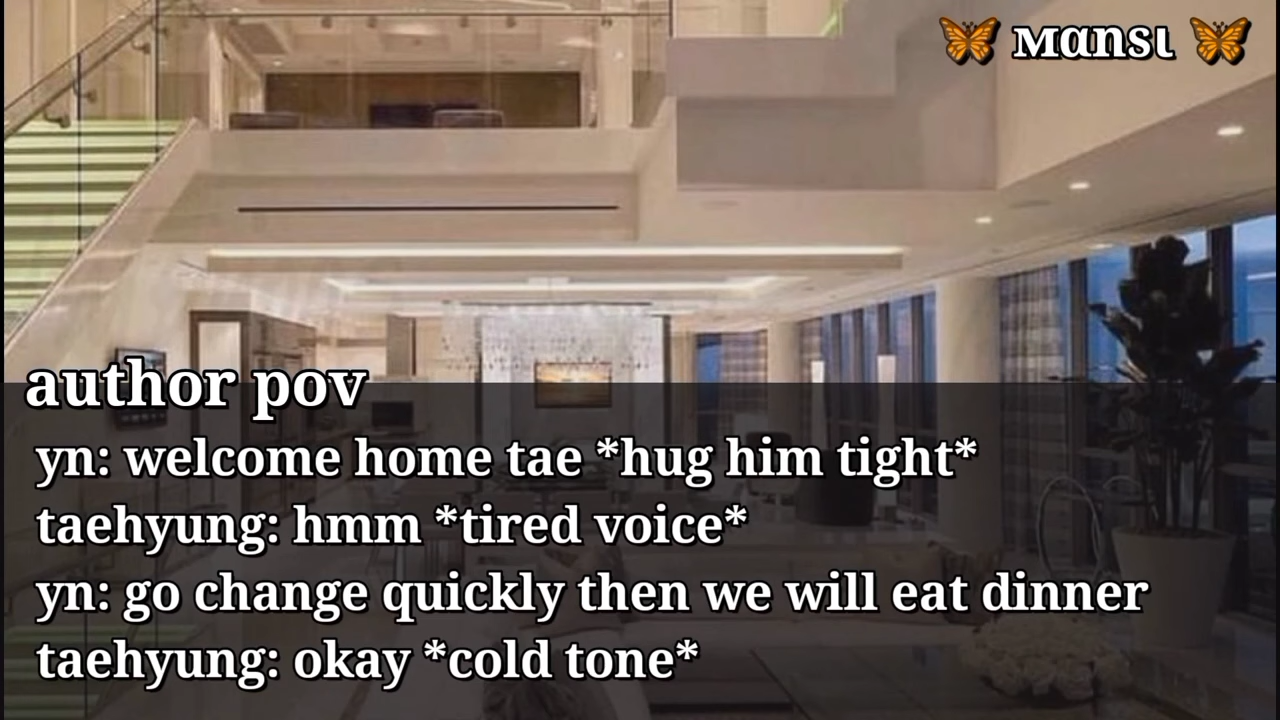 🦋 мαnѕι 🦋
author pov
yn: welcome home tae *hug him tight*
taehyung: hmm *tired voice*
yn: go change quickly then we will eat dinner
taehyung: okay *cold tone*